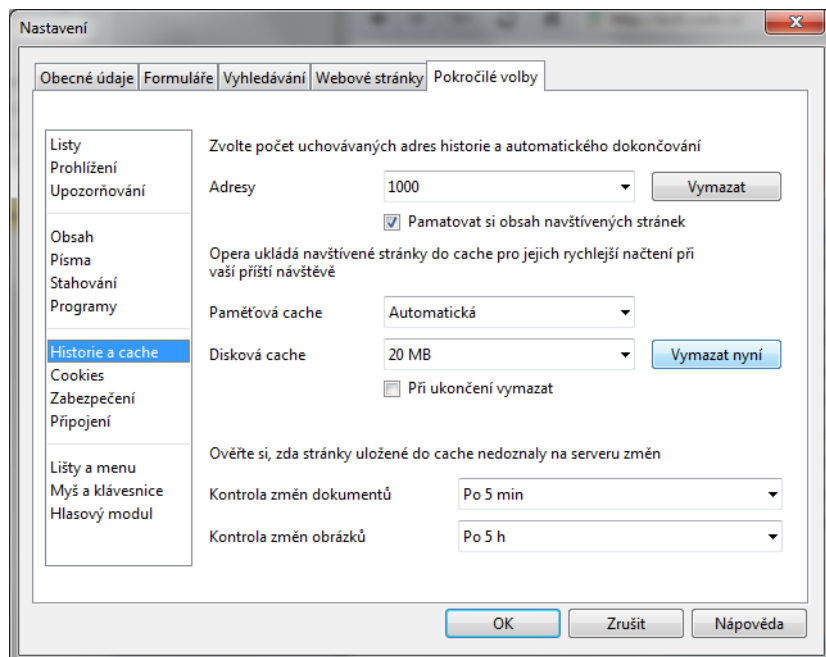 Nastavení
Obecné údaje Formuláře Vyhledávání Webové stránky Pokročilé volby
Listy
Prohlížení
Upozorňování
Obsah
Písma
Stahování
Programy
Historie a cache
Cookies
Zabezpečení
Připojení
Lišty a menu
Myš a klávesnice
Hlasový modul
Zvolte počet uchovávaných adres historie a automatického dokončování
Adresy 1000 Vymazat
Pamatovat si obsah navštívených stránek
Opera ukládá navštívené stránky do cache pro jejich rychlejší načtení při
vaší příští návštěvě
Paměťová cache Automatická
Disková cache 20 MB Vymazat nyní
Při ukončení vymazat
Ověřte si, zda stránky uložené do cache nedoznaly na serveru změn
Kontrola změn dokumentů Po 5 min
Kontrola změn obrázků Po 5 h
OK Zrušit Nápověda